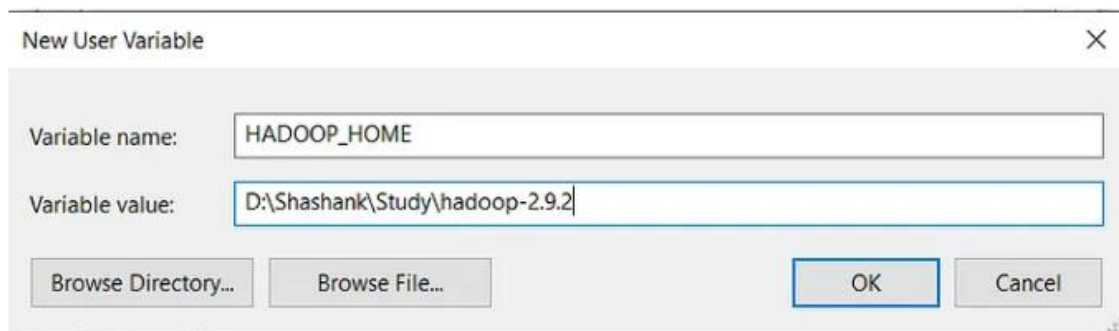 New User Variable
Variable name: HADOOP_HOME
Variable value: D:\Shashank\Study\hadoop-2.9.2
Browse Directory... Browse File... OK Cancel